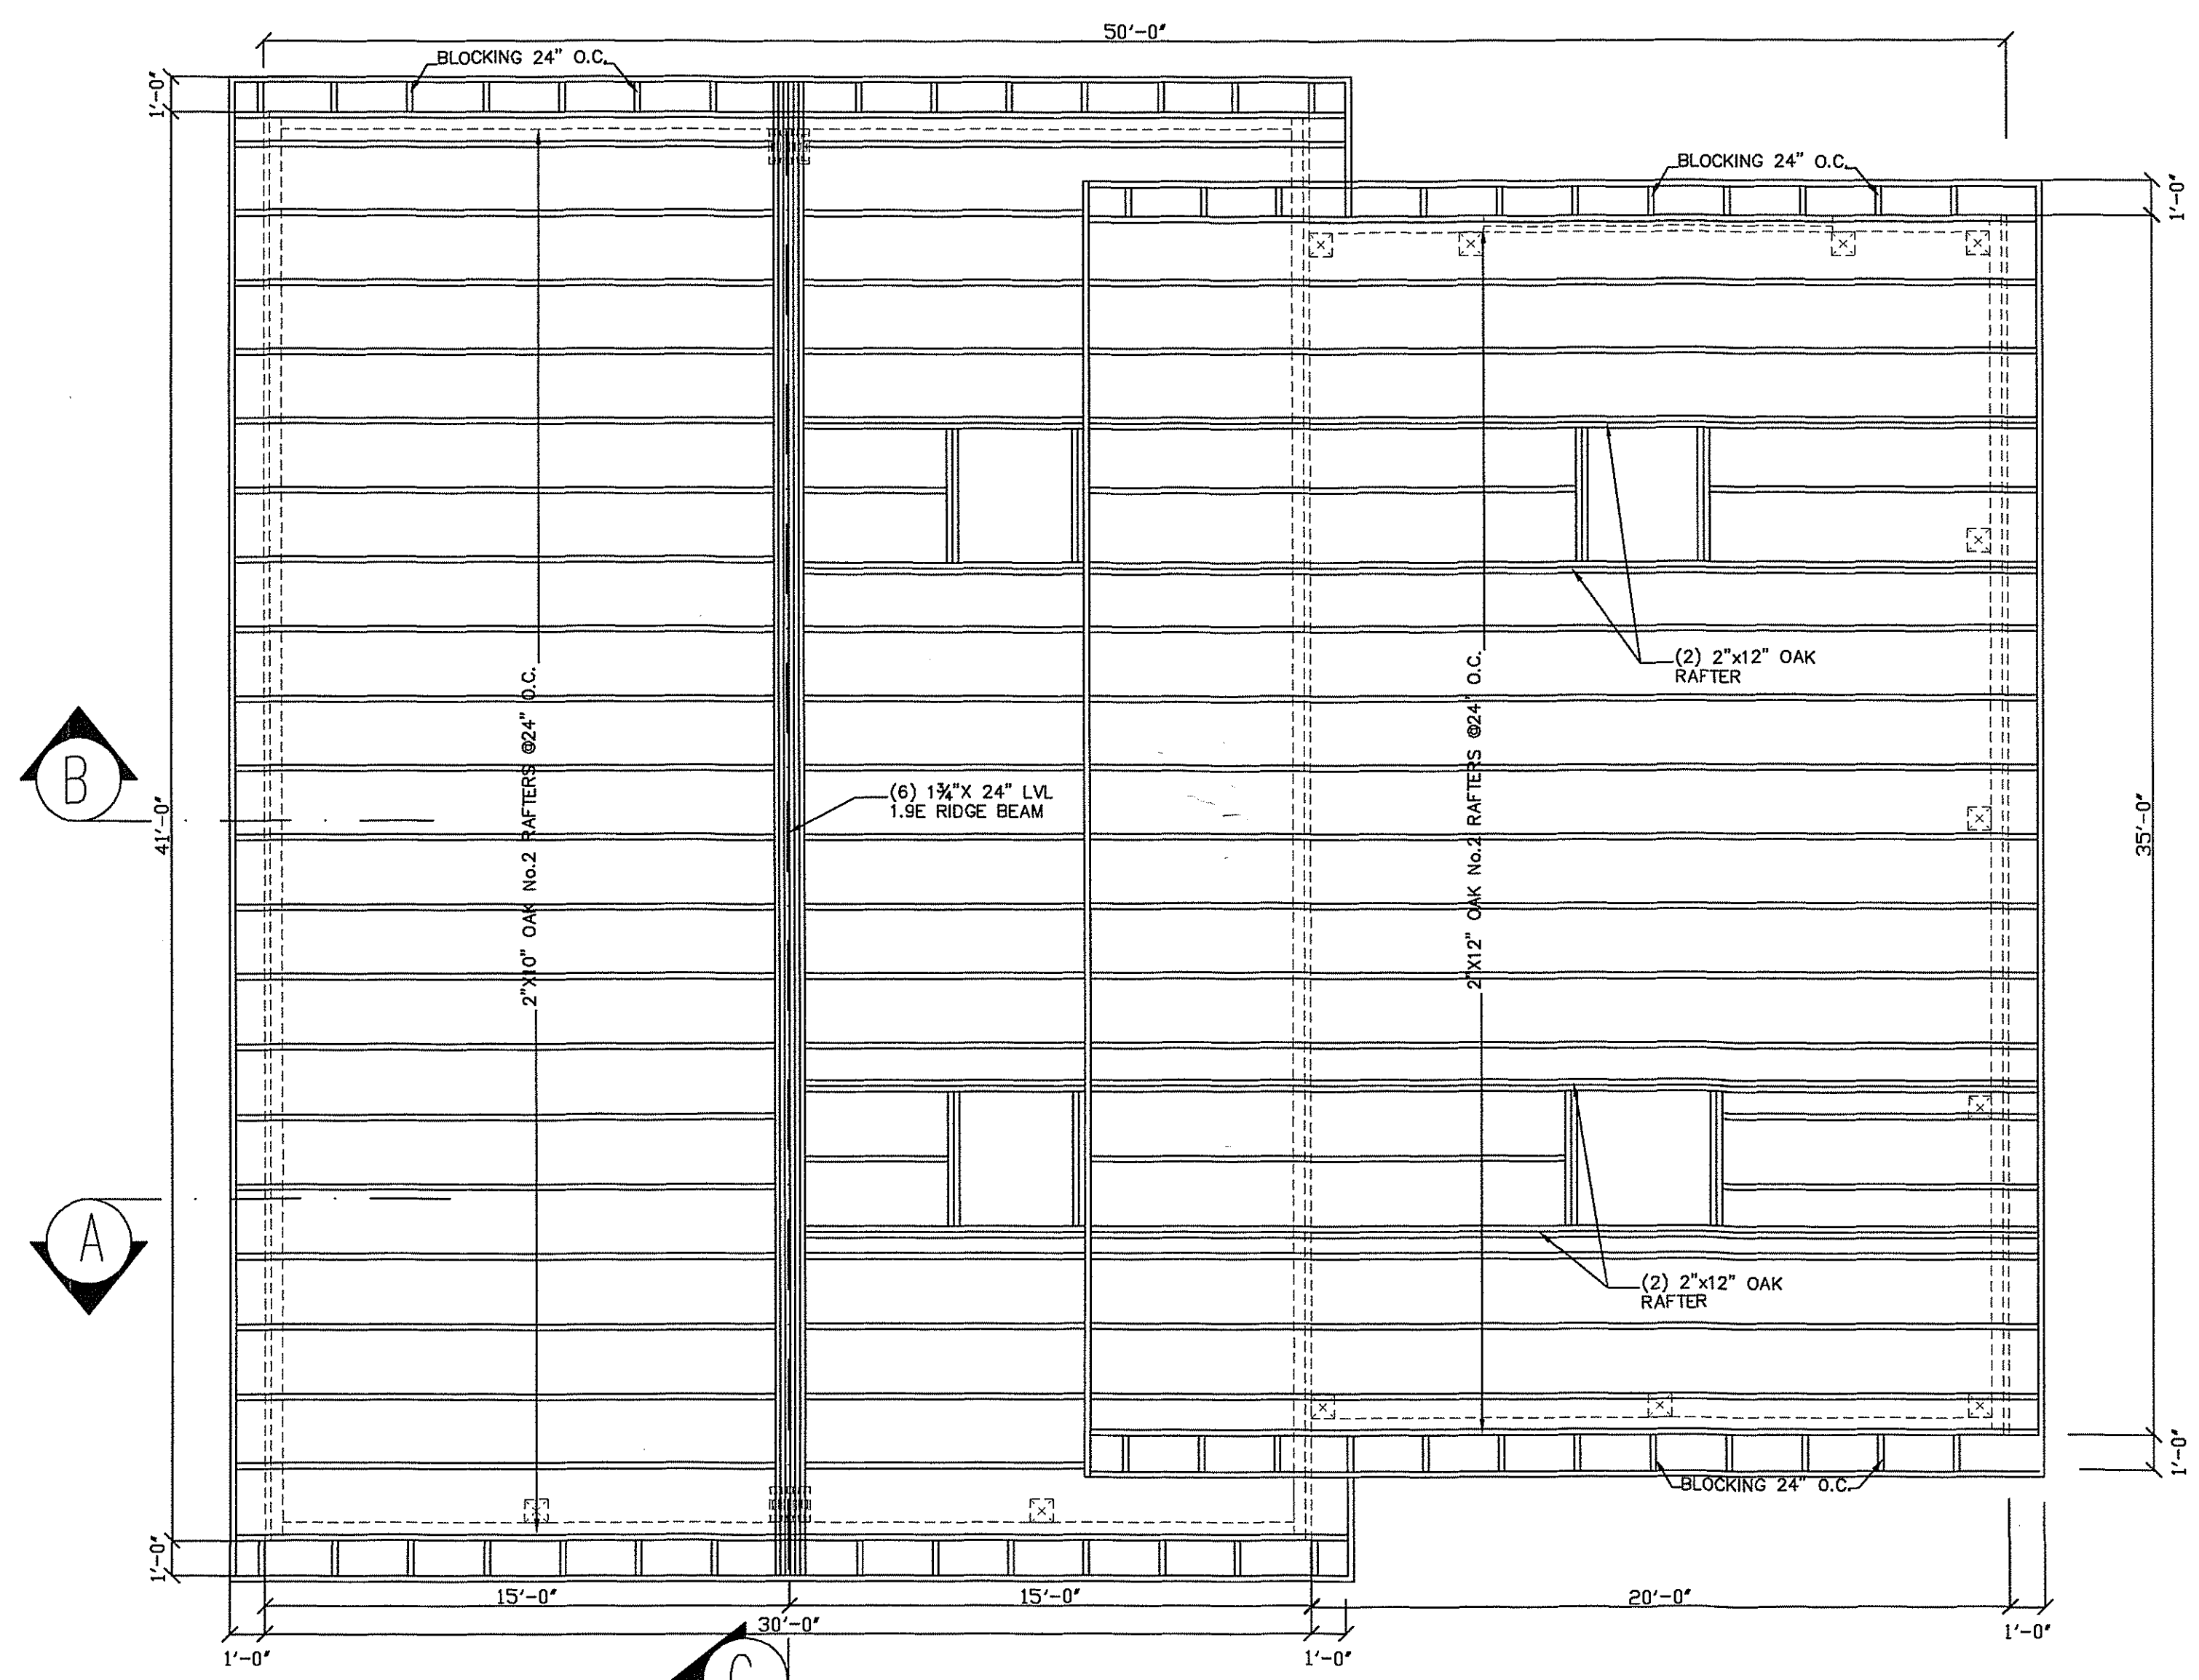 50'-0"
BLOCKING 24" O.C.
1'-0"
BLOCKING 24" O.C.
1'-0"
(2) 2"x12" OAK
RAFTER
2"X10" OAK No.2 RAFTERS @24" O.C.
2"X12" OAK No.2 RAFTERS @24" O.C.
B
(6) 1¾"X 24" LVL
1.9E RIDGE BEAM
41'-0"
35'-0"
A
(2) 2"x12" OAK
RAFTER
BLOCKING 24" O.C.
1'-0"
1'-0"
15'-0"
15'-0"
20'-0"
30'-0"
1'-0"
1'-0"
1'-0"
C